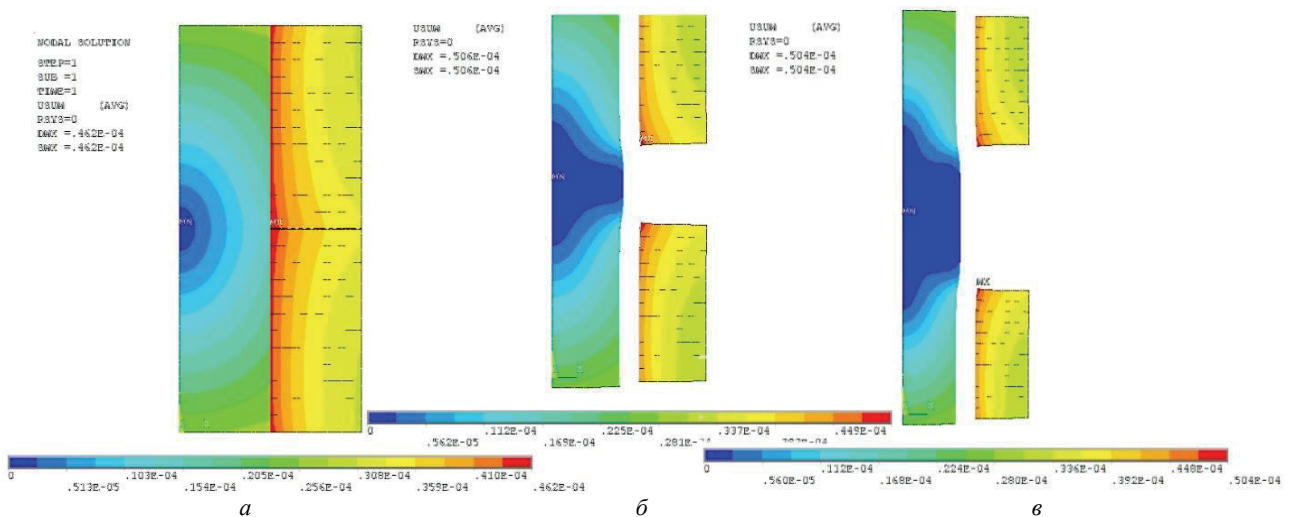 NODAL SOLUTION
STEP=1
SUB =1
TIME=1
USUM (AVG)
RSYS=0
DMX =.462E-04
SMX =.462E-04
MN
MX
0 .103E-04 .205E-04 .308E-04 .410E-04
.513E-05 .154E-04 .256E-04 .359E-04 .462E-04
а
USUM (AVG)
RSYS=0
DMX =.506E-04
SMX =.506E-04
MN
0 .112E-04 .225E-04 .337E-04 .449E-04
.562E-05 .169E-04 .281E-04
б
USUM (AVG)
RSYS=0
DMX =.504E-04
SMX =.504E-04
MN
MX
0 .112E-04 .224E-04 .336E-04 .448E-04
.560E-05 .168E-04 .280E-04 .392E-04 .504E-04
в